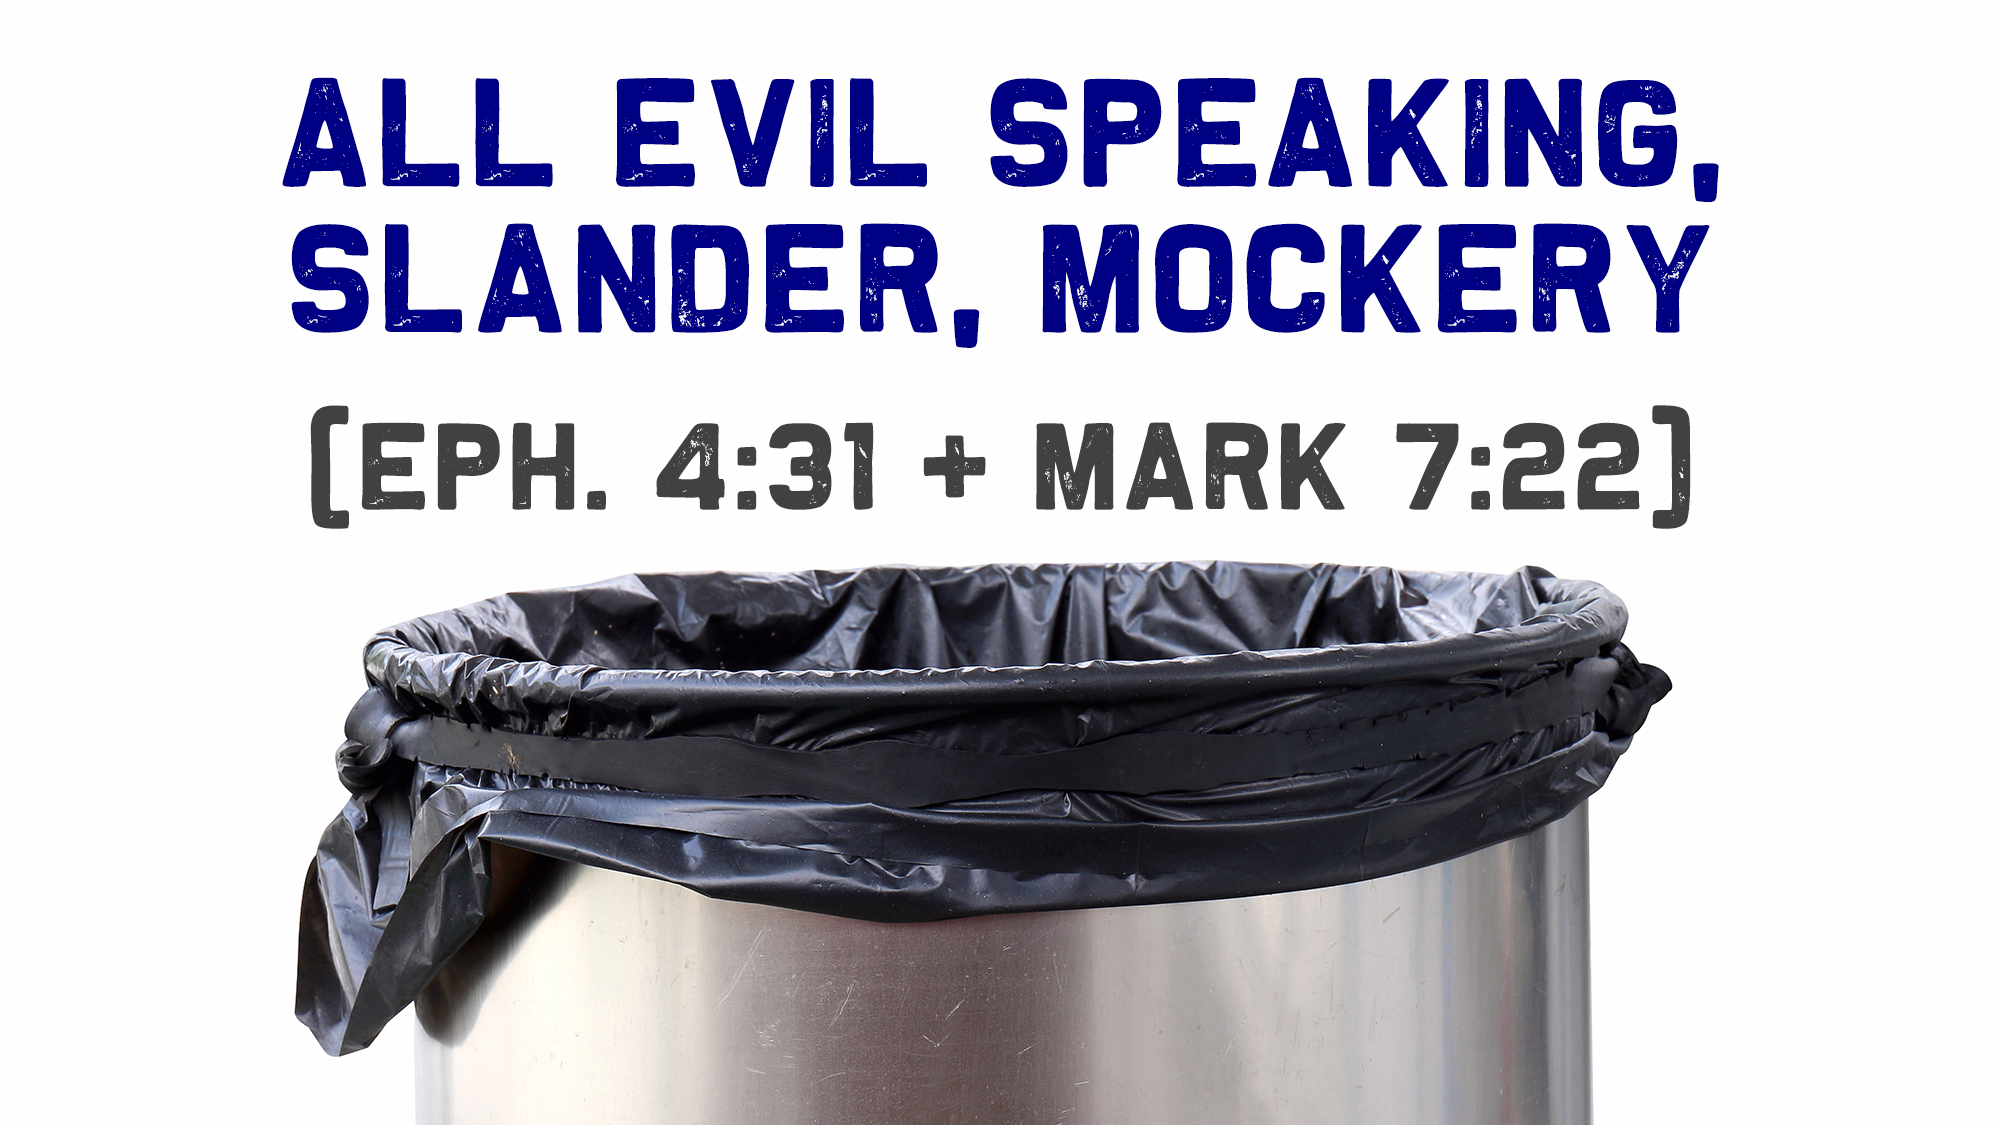 ALL EVIL SPEAKING,
SLANDER, MOCKERY
[EPH. 4:31 + MARK 7:22]